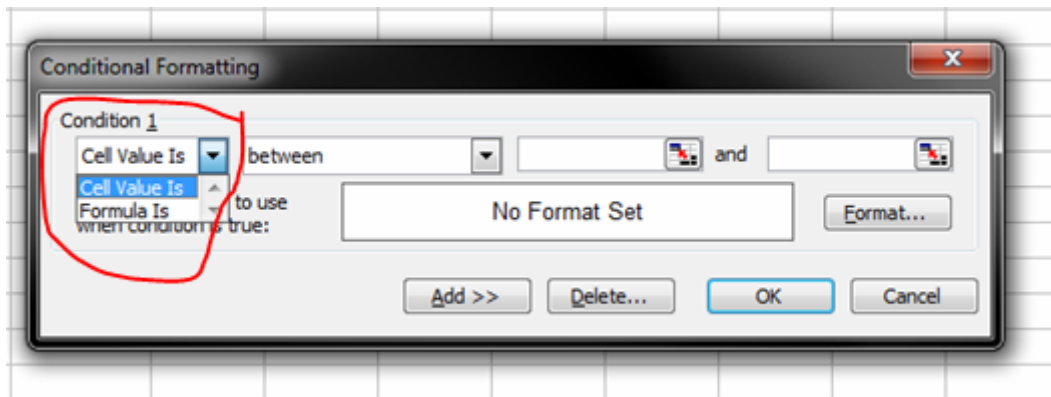 Conditional Formatting
x
Condition 1
Cell Value Is between and
Cell Value Is
Formula Is to use
when condition is true:
No Format Set
Format...
Add >> Delete... OK Cancel